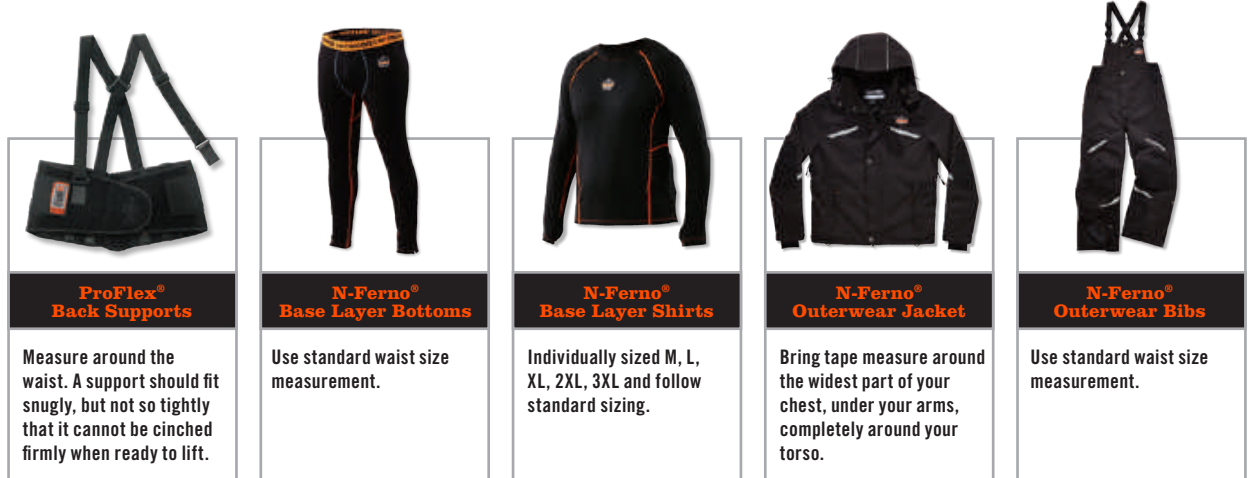 ProFlex®
Back Supports
Measure around the
waist. A support should fit
snugly, but not so tightly
that it cannot be cinched
firmly when ready to lift.
N-Ferno®
Base Layer Bottoms
Use standard waist size
measurement.
N-Ferno®
Base Layer Shirts
Individually sized M, L,
XL, 2XL, 3XL and follow
standard sizing.
N-Ferno®
Outerwear Jacket
Bring tape measure around
the widest part of your
chest, under your arms,
completely around your
torso.
N-Ferno®
Outerwear Bibs
Use standard waist size
measurement.